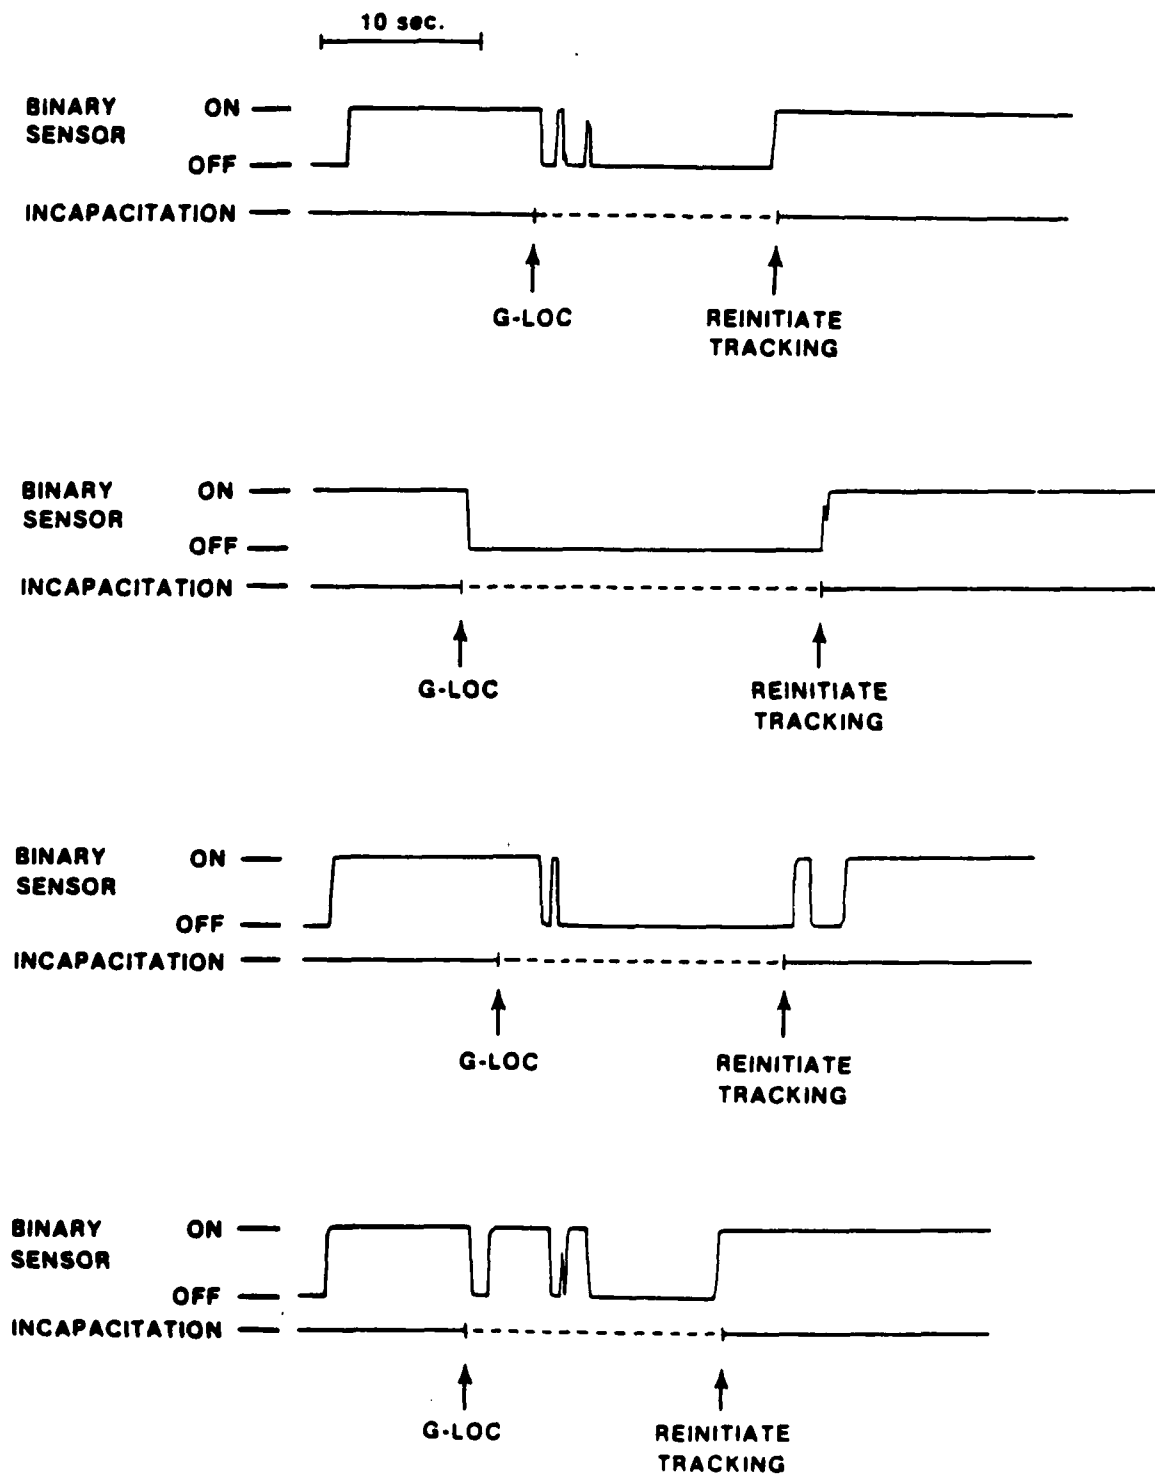 10 sec.
BINARY ON
SENSOR
OFF
INCAPACITATION
G-LOC REINITIATE
TRACKING
BINARY ON
SENSOR
OFF
INCAPACITATION
G-LOC REINITIATE
TRACKING
BINARY ON
SENSOR
OFF
INCAPACITATION
G-LOC REINITIATE
TRACKING
BINARY ON
SENSOR
OFF
INCAPACITATION
G-LOC REINITIATE
TRACKING